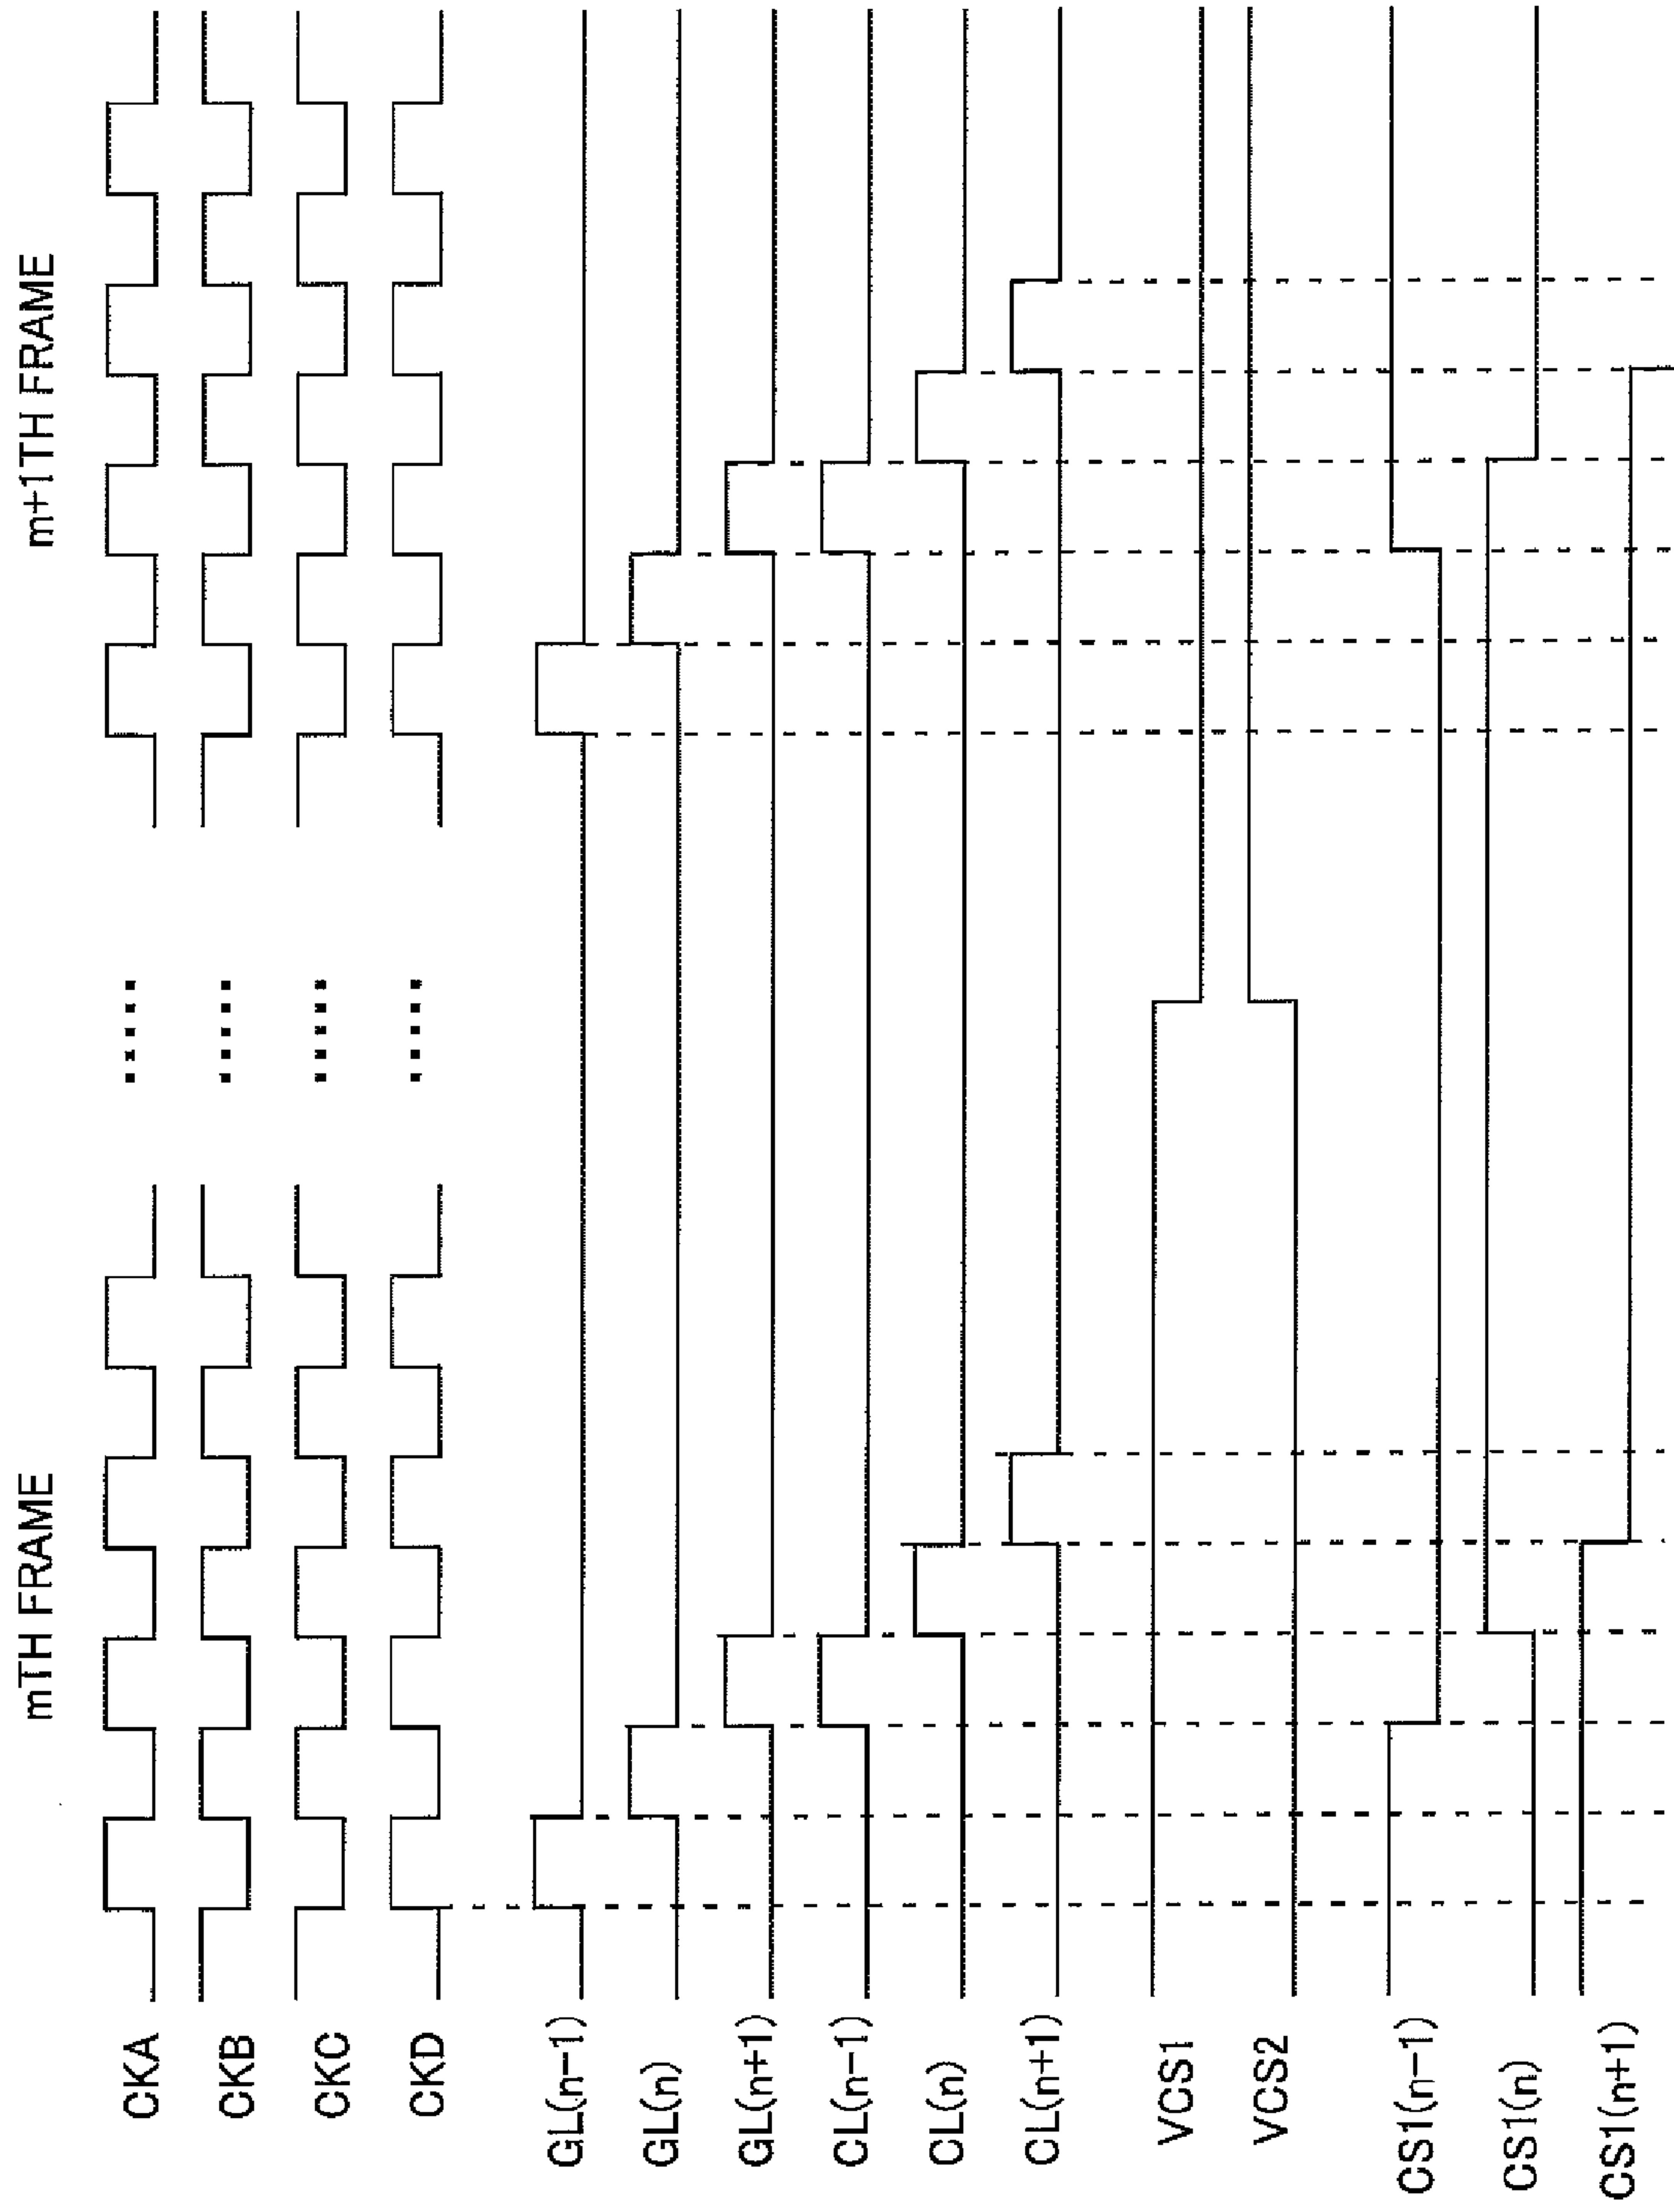 mTH FRAME
m+1TH FRAME
CKA
CKB
CKC
CKD
GL(n-1)
GL(n)
GL(n+1)
CL(n-1)
CL(n)
CL(n+1)
VCS1
VCS2
CS1(n-1)
CS1(n)
CS1(n+1)